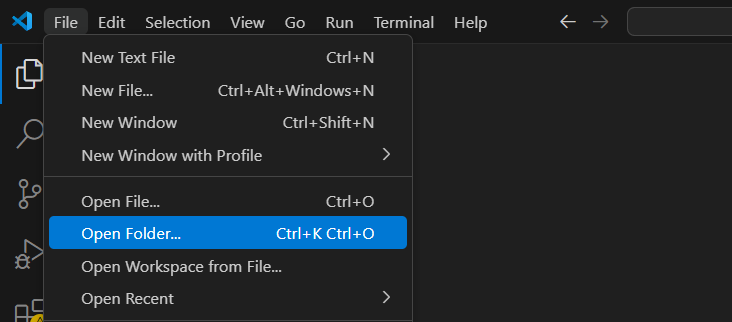 File Edit Selection View Go Run Terminal Help
New Text File Ctrl+N
New File... Ctrl+Alt+Windows+N
New Window Ctrl+Shift+N
New Window with Profile
Open File... Ctrl+O
Open Folder... Ctrl+K Ctrl+O
Open Workspace from File...
Open Recent